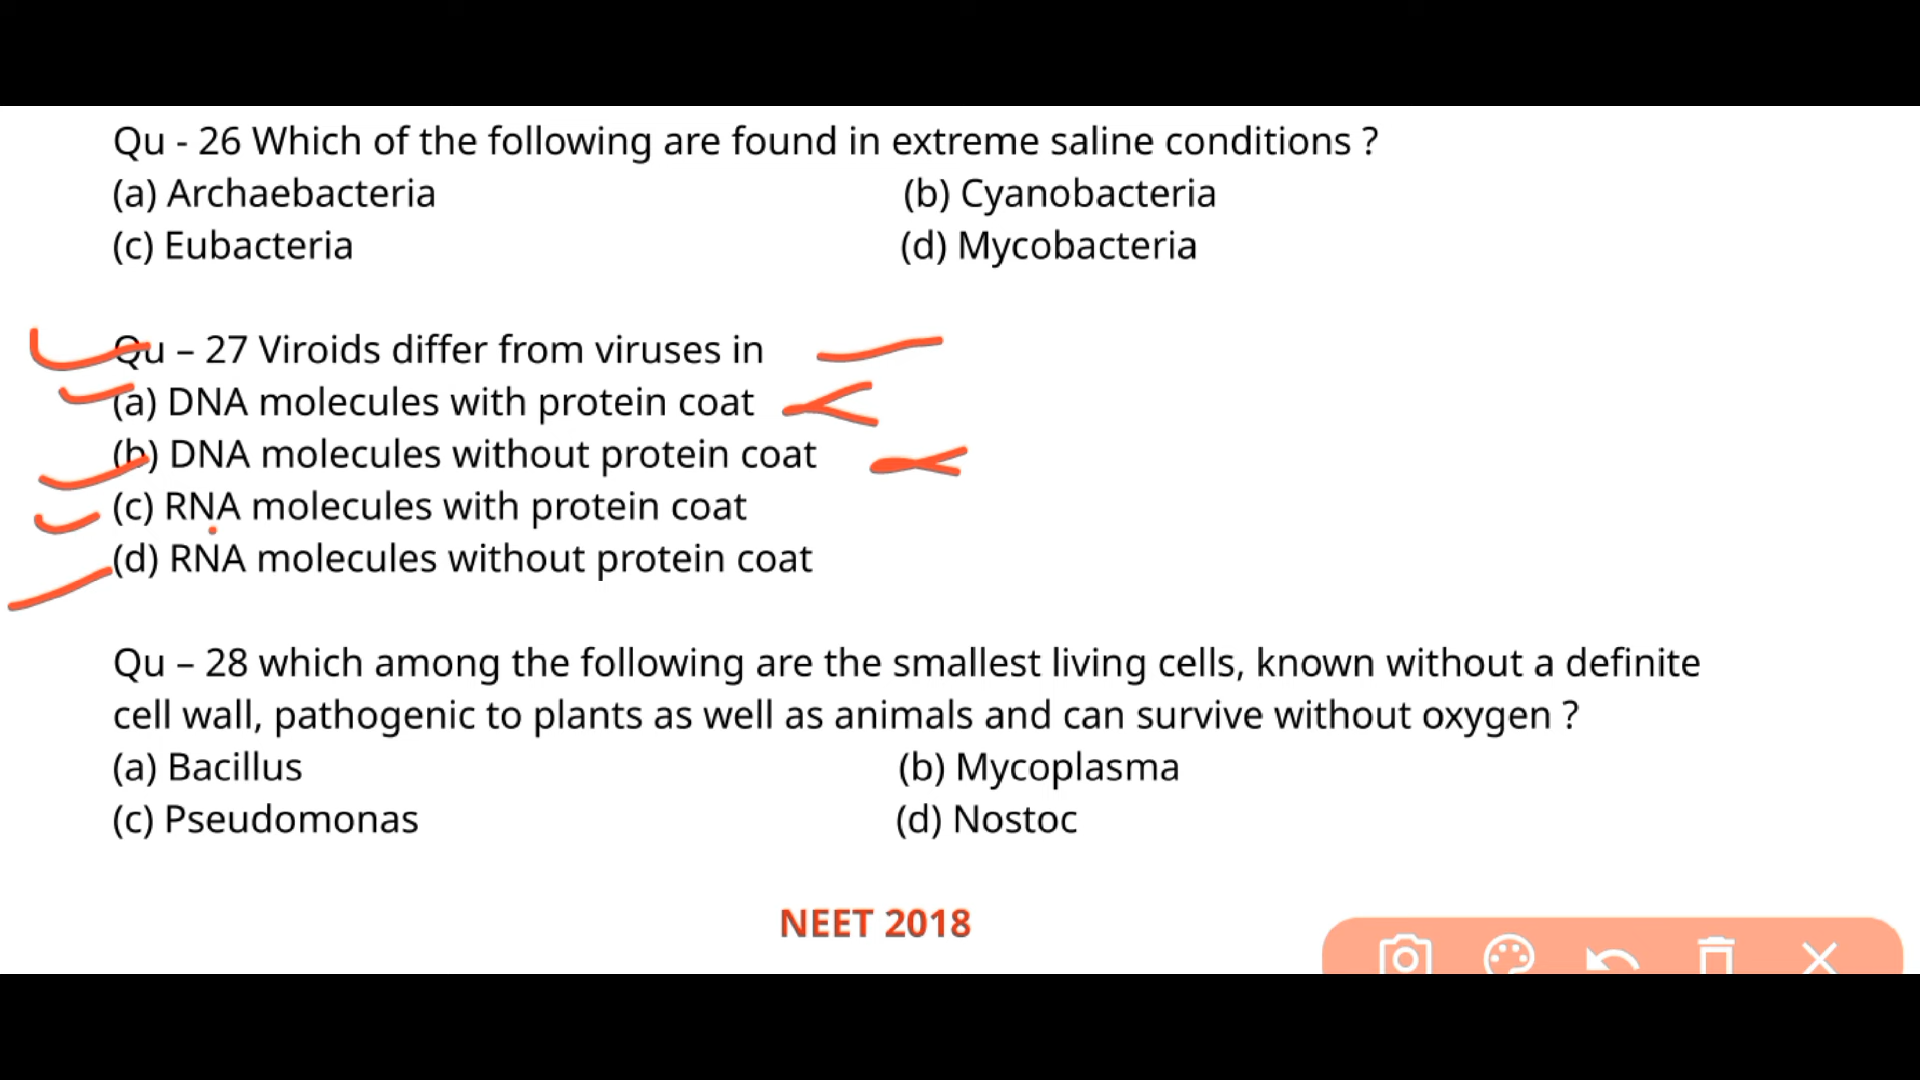 Qu - 26 Which of the following are found in extreme saline conditions ?
(a) Archaebacteria (b) Cyanobacteria
(c) Eubacteria (d) Mycobacteria
Qu – 27 Viroids differ from viruses in
(a) DNA molecules with protein coat
(b) DNA molecules without protein coat
(c) RNA molecules with protein coat
(d) RNA molecules without protein coat
Qu – 28 which among the following are the smallest living cells, known without a definite
cell wall, pathogenic to plants as well as animals and can survive without oxygen ?
(a) Bacillus (b) Mycoplasma
(c) Pseudomonas (d) Nostoc
NEET 2018